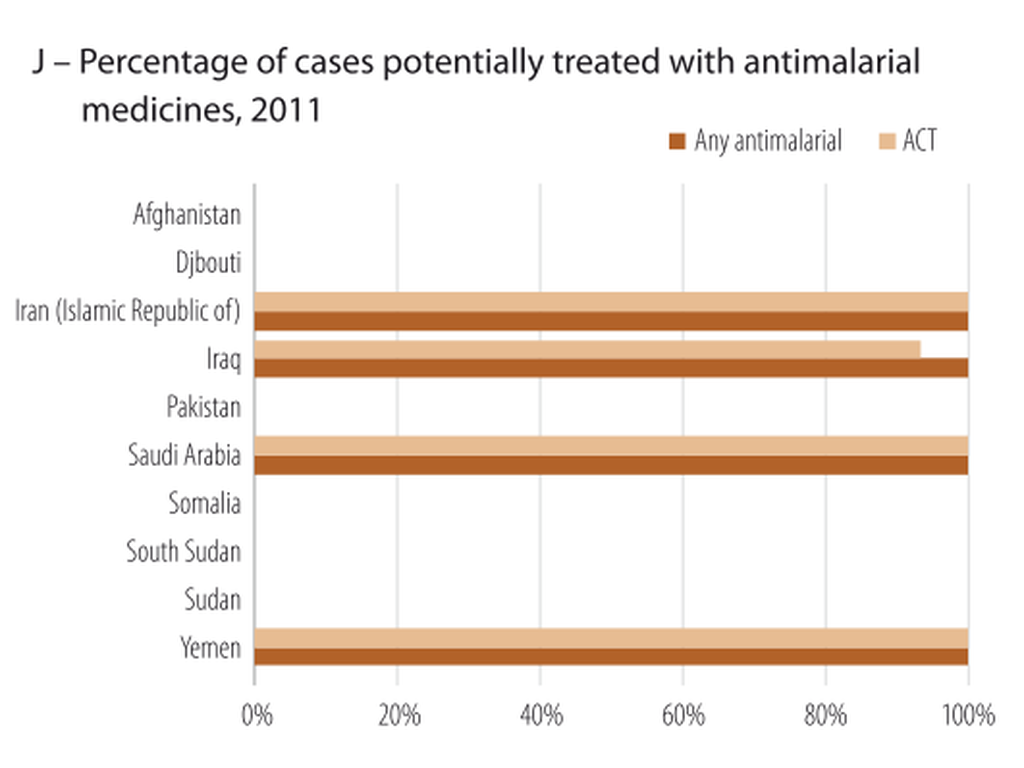 J – Percentage of cases potentially treated with antimalarial
medicines, 2011
Any antimalarial ACT
Afghanistan
Djbouti
Iran (Islamic Republic of)
Iraq
Pakistan
Saudi Arabia
Somalia
South Sudan
Sudan
Yemen
0% 20% 40% 60% 80% 100%